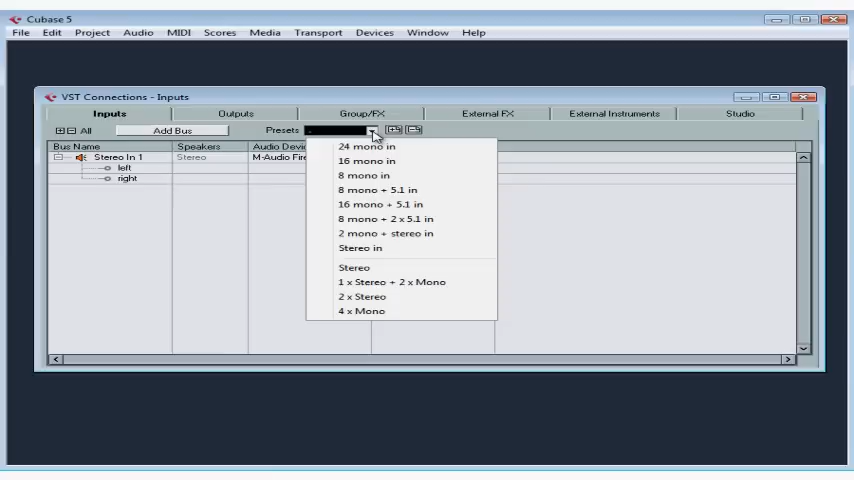 Cubase 5
File Edit Project Audio MIDI Scores Media Transport Devices Window Help
VST Connections - Inputs
Inputs Outputs Group/FX External FX External Instruments Studio
All Add Bus Presets
Bus Name Speakers Audio Devi
Stereo In 1 Stereo M-Audio Fire
left
right
24 mono in
16 mono in
8 mono in
8 mono + 5.1 in
16 mono + 5.1 in
8 mono + 2 x 5.1 in
2 mono + stereo in
Stereo in
Stereo
1 x Stereo + 2 x Mono
2 x Stereo
4 x Mono